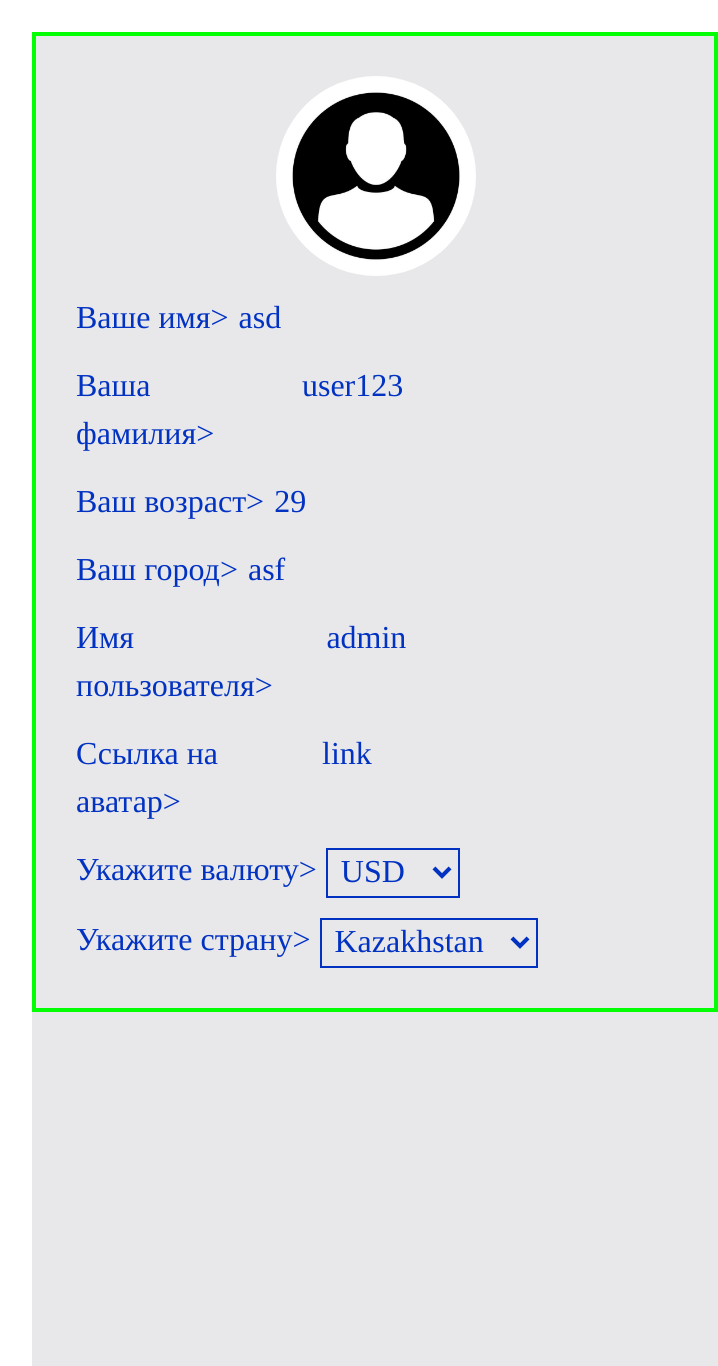 Ваше имя> asd
Ваша user123
фамилия>
Ваш возраст> 29
Ваш город> asf
Имя admin
пользователя>
Ссылка на link
аватар>
Укажите валюту> USD
Укажите страну> Kazakhstan